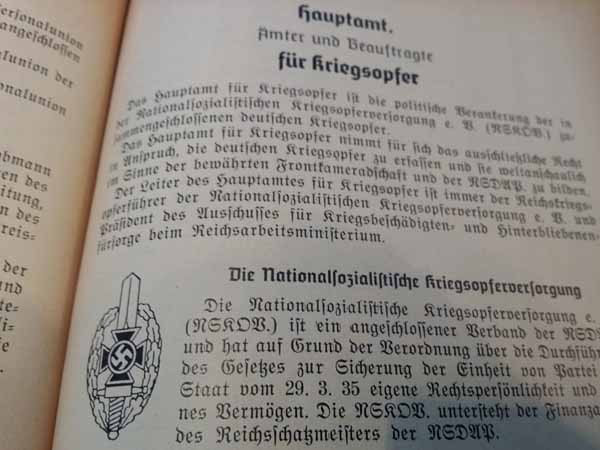 Personalunion
angeschlossen
alunion der
onalunion
bmann
en des
itung,
n des
reis-
der
und
te-
li-
ie
.
Hauptamt,
Ämter und Beauftragte
für Kriegsopfer
Das Hauptamt für Kriegsopfer ist die politische Verankerung der in
der Nationalsozialistischen Kriegsopferversorgung e. V. (NSKOV.) zu-
sammengeschlossenen deutschen Kriegsopfer.
Das Hauptamt für Kriegsopfer nimmt für sich das ausschließliche Recht
in Anspruch, die deutschen Kriegsopfer zu erfassen und sie weltanschaulich
im Sinne der bewährten Frontkameradschaft und der NSDAP. zu bilden.
Der Leiter des Hauptamtes für Kriegsopfer ist immer der Reichskriegs-
opferführer der Nationalsozialistischen Kriegsopferversorgung e. V. und
Präsident des Ausschusses für Kriegsbeschädigten- und Hinterbliebenen-
fürsorge beim Reichsarbeitsministerium.
Die Nationalsozialistische Kriegsopferversorgung
Die Nationalsozialistische Kriegsopferversorgung e.
(NSKOV.) ist ein angeschlossener Verband der NSD
und hat auf Grund der Verordnung über die Durchführ
des Gesetzes zur Sicherung der Einheit von Partei
Staat vom 29. 3. 35 eigene Rechtspersönlichkeit und
nes Vermögen. Die NSKOV. untersteht der Finanza
des Reichsschatzmeisters der NSDAP.